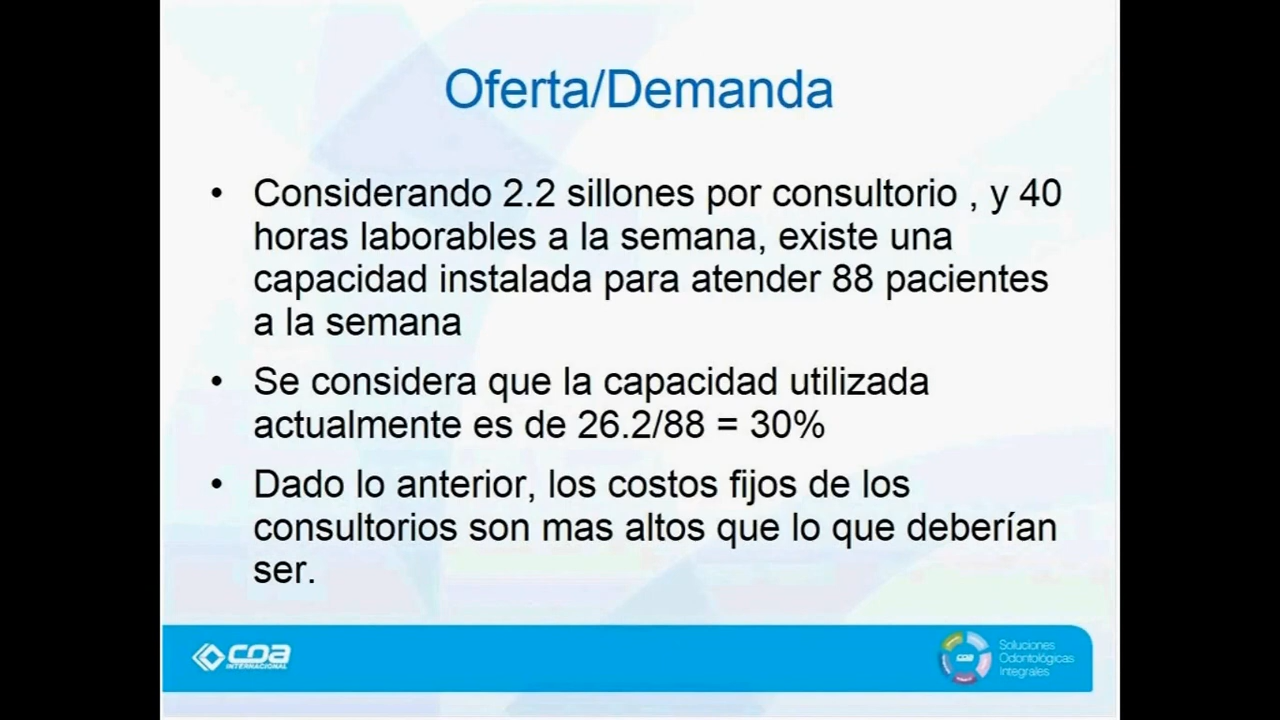 Oferta/Demanda
• Considerando 2.2 sillones por consultorio , y 40
horas laborables a la semana, existe una
capacidad instalada para atender 88 pacientes
a la semana
• Se considera que la capacidad utilizada
actualmente es de 26.2/88 = 30%
• Dado lo anterior, los costos fijos de los
consultorios son mas altos que lo que deberían
ser.
COA
INTERNACIONAL
Soluciones
Odontológicas
Integrales